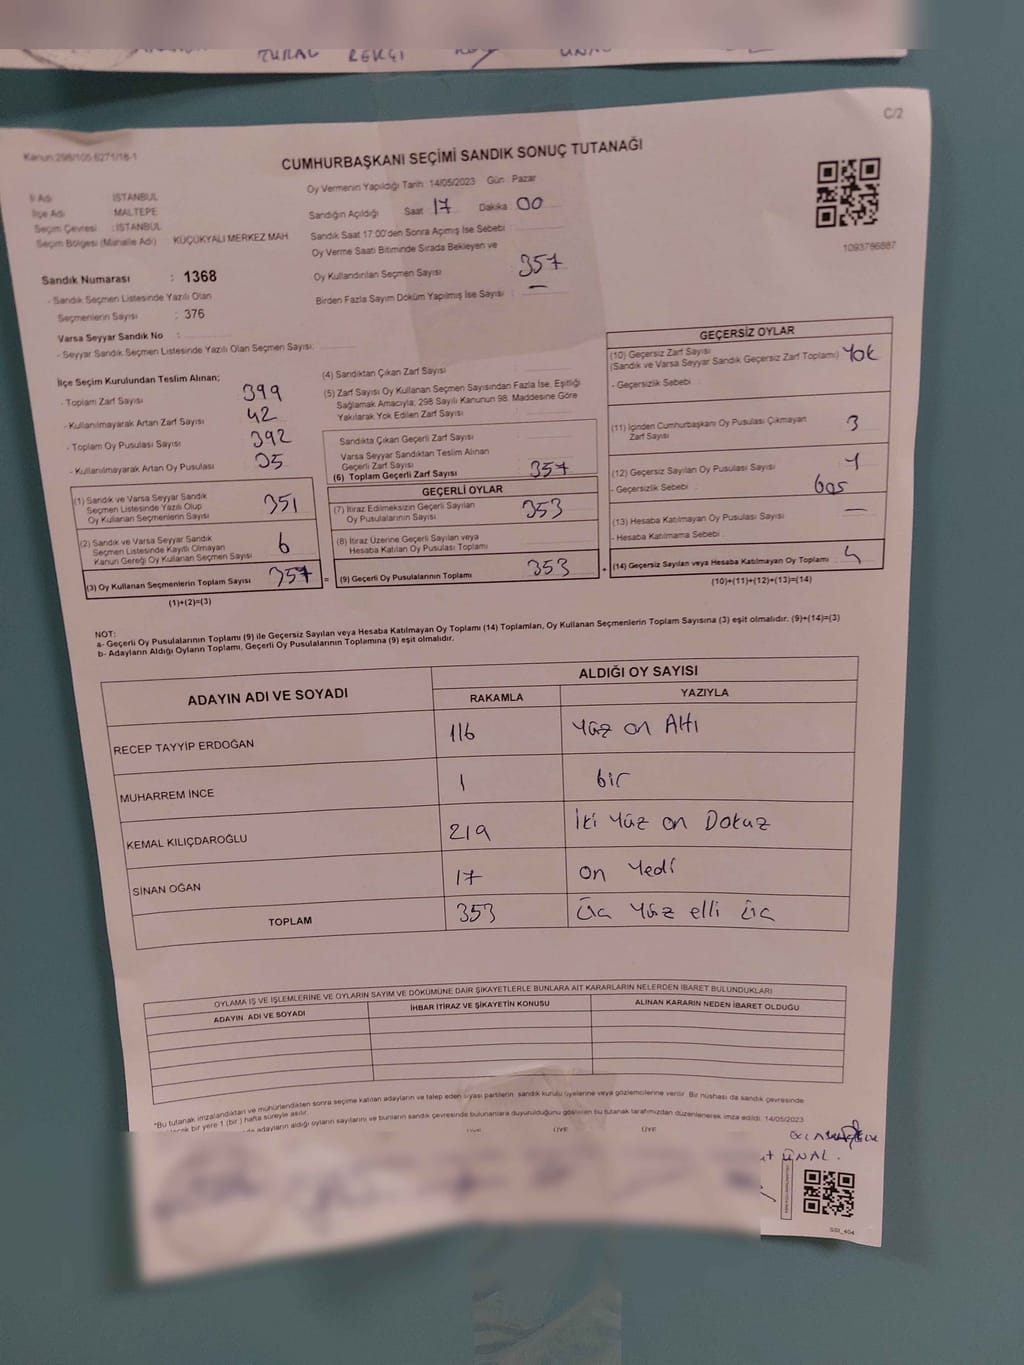 TURAL REKÇİ
C/2
Kanun:298/105.6271/18-1
CUMHURBAŞKANI SEÇİMİ SANDIK SONUÇ TUTANAĞI
İl Adı İSTANBUL
İlçe Adı MALTEPE
Seçim Çevresi : İSTANBUL
Seçim Bölgesi (Mahalle Adı) KÜÇÜKYALI MERKEZ MAH
Oy Vermenin Yapıldığı Tarih : 14/05/2023 Gün : Pazar
Sandığın Açıldığı Saat 17 Dakika 00
Sandık Saat 17:00'den Sonra Açımış İse Sebebi
Oy Verme Saati Bitiminde Sırada Bekleyen ve
Oy Kullandırılan Seçmen Sayısı : 357
Birden Fazla Sayım Döküm Yapılmış İse Sayısı : —
1093786887
Sandık Numarası : 1368
- Sandık Seçmen Listesinde Yazılı Olan
Seçmenlerin Sayısı : 376
Varsa Seyyar Sandık No :
- Seyyar Sandık Seçmen Listesinde Yazılı Olan Seçmen Sayısı:
İlçe Seçim Kurulundan Teslim Alınan;
- Toplam Zarf Sayısı 399
- Kullanılmayarak Artan Zarf Sayısı 42
- Toplam Oy Pusulası Sayısı 392
- Kullanılmayarak Artan Oy Pusulası 35
(1) Sandık ve Varsa Seyyar Sandık
Seçmen Listesinde Yazılı Olup
Oy Kullanan Seçmenlerin Sayısı 351
(2) Sandık ve Varsa Seyyar Sandık
Seçmen Listesinde Kayıtlı Olmayan
Kanun Gereği Oy Kullanan Seçmen Sayısı 6
(3) Oy Kullanan Seçmenlerin Toplam Sayısı 357 =
(1)+(2)=(3)
(4) Sandıktan Çıkan Zarf Sayısı
(5) Zarf Sayısı Oy Kullanan Seçmen Sayısından Fazla İse, Eşitliği
Sağlamak Amacıyla; 298 Sayılı Kanunun 98. Maddesine Göre
Yakılarak Yok Edilen Zarf Sayısı
Sandıkta Çıkan Geçerli Zarf Sayısı
Varsa Seyyar Sandıktan Teslim Alınan
Geçerli Zarf Sayısı
(6) Toplam Geçerli Zarf Sayısı 357
GEÇERLİ OYLAR
(7) İtiraz Edilmeksizin Geçerli Sayılan
Oy Pusulalarının Sayısı 353
(8) İtiraz Üzerine Geçerli Sayılan veya
Hesaba Katılan Oy Pusulası Toplamı
(9) Geçerli Oy Pusulalarının Toplamı 353 +
GEÇERSİZ OYLAR
(10) Geçersiz Zarf Sayısı
(Sandık ve Varsa Seyyar Sandık Geçersiz Zarf Toplamı) Yok
- Geçersizlik Sebebi :
(11) İçinden Cumhurbaşkanı Oy Pusulası Çıkmayan
Zarf Sayısı 3
(12) Geçersiz Sayılan Oy Pusulası Sayısı 1
- Geçersizlik Sebebi : boş
(13) Hesaba Katılmayan Oy Pusulası Sayısı —
- Hesaba Katılmama Sebebi :
(14) Geçersiz Sayılan veya Hesaba Katılmayan Oy Toplamı 4
(10)+(11)+(12)+(13)=(14)
NOT:
a- Geçerli Oy Pusulalarının Toplamı (9) ile Geçersiz Sayılan veya Hesaba Katılmayan Oy Toplamı (14) Toplamları, Oy Kullanan Seçmenlerin Toplam Sayısına (3) eşit olmalıdır. (9)+(14)=(3)
b- Adayların Aldığı Oyların Toplamı, Geçerli Oy Pusulalarının Toplamına (9) eşit olmalıdır.
ADAYIN ADI VE SOYADI ALDIĞI OY SAYISI
RAKAMLA YAZIYLA
RECEP TAYYİP ERDOĞAN 116 Yüz on Altı
MUHARREM İNCE 1 bir
KEMAL KILIÇDAROĞLU 219 İki Yüz on Dokuz
SİNAN OĞAN 17 on Yedi
TOPLAM 353 Üç Yüz elli üç
OYLAMA İŞ VE İŞLEMLERİNE VE OYLARIN SAYIM VE DÖKÜMÜNE DAİR ŞİKAYETLERLE BUNLARA AİT KARARLARIN NELERDEN İBARET BULUNDUKLARI
ADAYIN ADI VE SOYADI İHBAR İTİRAZ VE ŞİKAYETİN KONUSU ALINAN KARARIN NEDEN İBARET OLDUĞU
*Bu tutanak imzalandıktan ve mühürlendikten sonra seçime katılan adayların ve talep eden siyasi partilerin sandık kurulu üyelerine veya gözlemcilerine verilir. Bir nüshası da sandık çevresinde
bir yere 1 (bir) hafta süreyle asılır.
adayların aldığı oyların sayılarını ve bunların sandık çevresinde bulunanlara duyurulduğunu gösteren bu tutanak tarafımızdan düzenlenerek imza edildi. 14/05/2023
ÜYE ÜYE ÜYE
ÜNAL.
SSİ_404